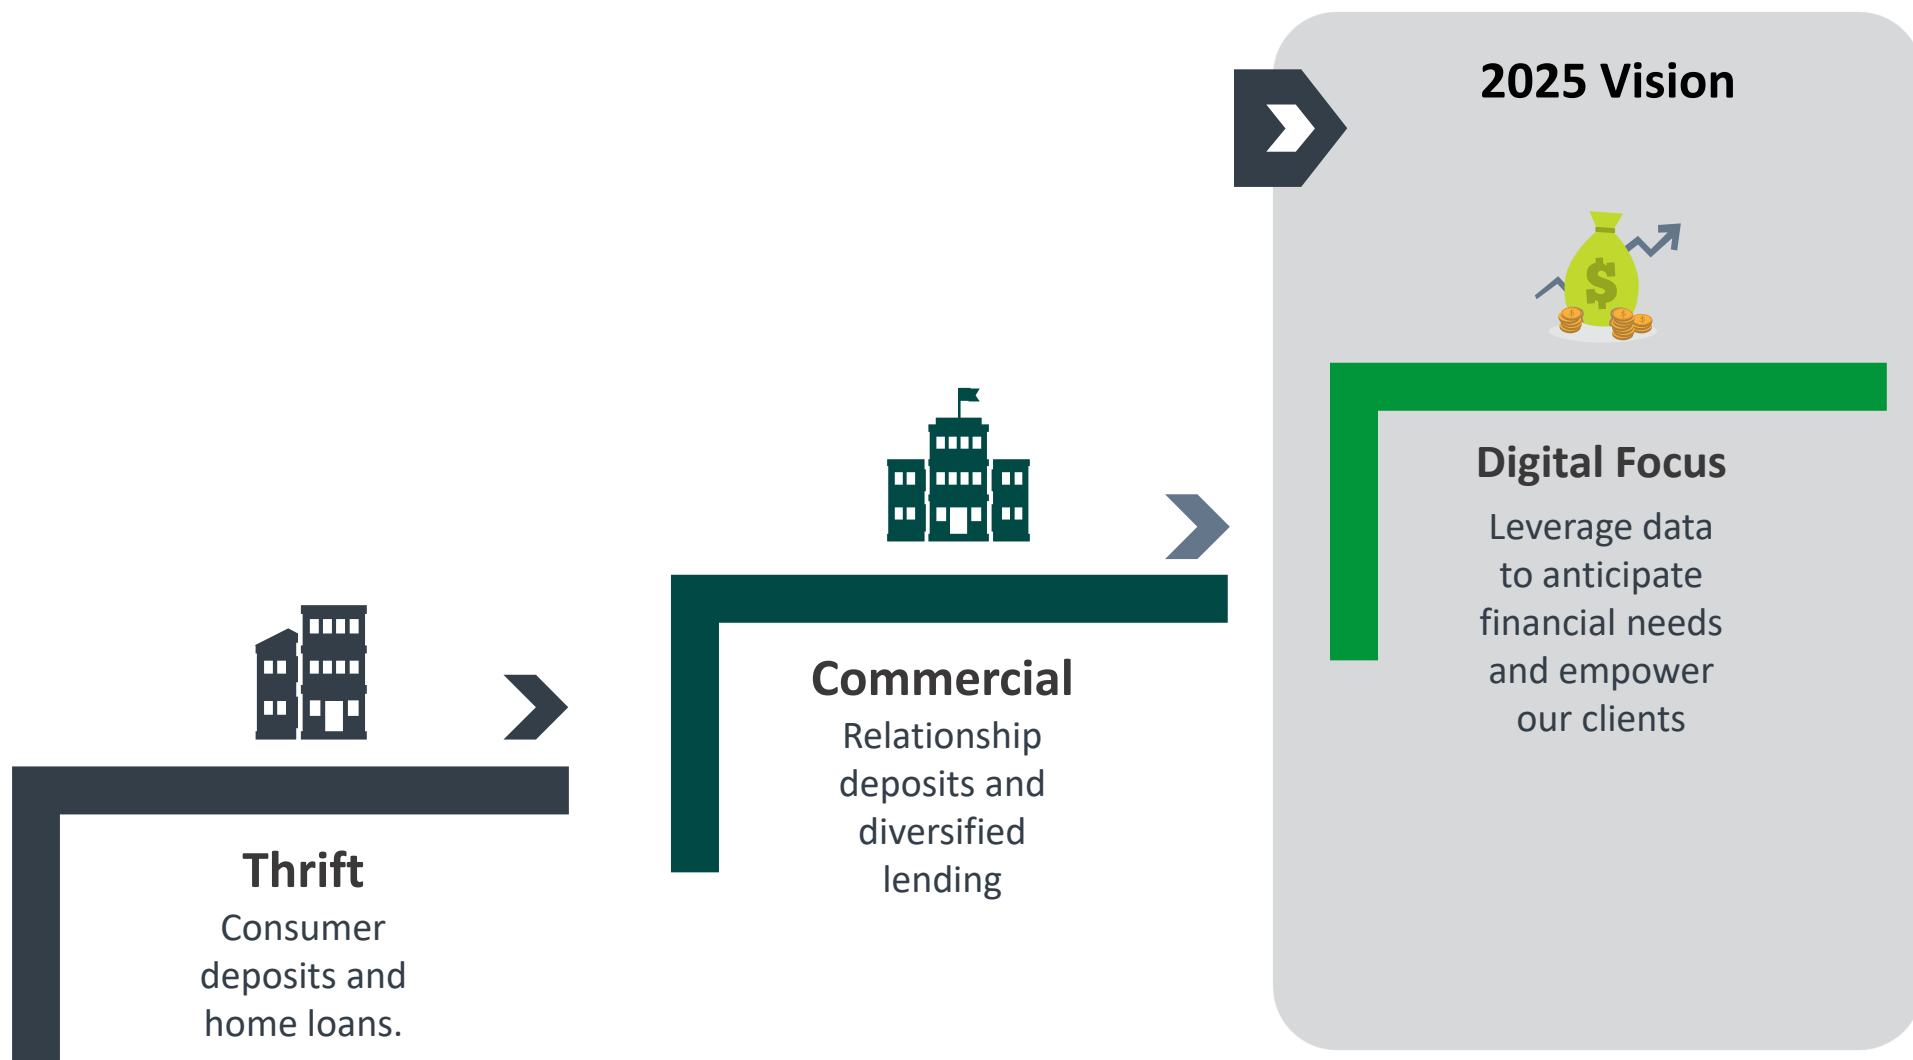 2025 Vision
Thrift
Consumer
deposits and
home loans.
Commercial
Relationship
deposits and
diversified
lending
Digital Focus
Leverage data
to anticipate
financial needs
and empower
our clients